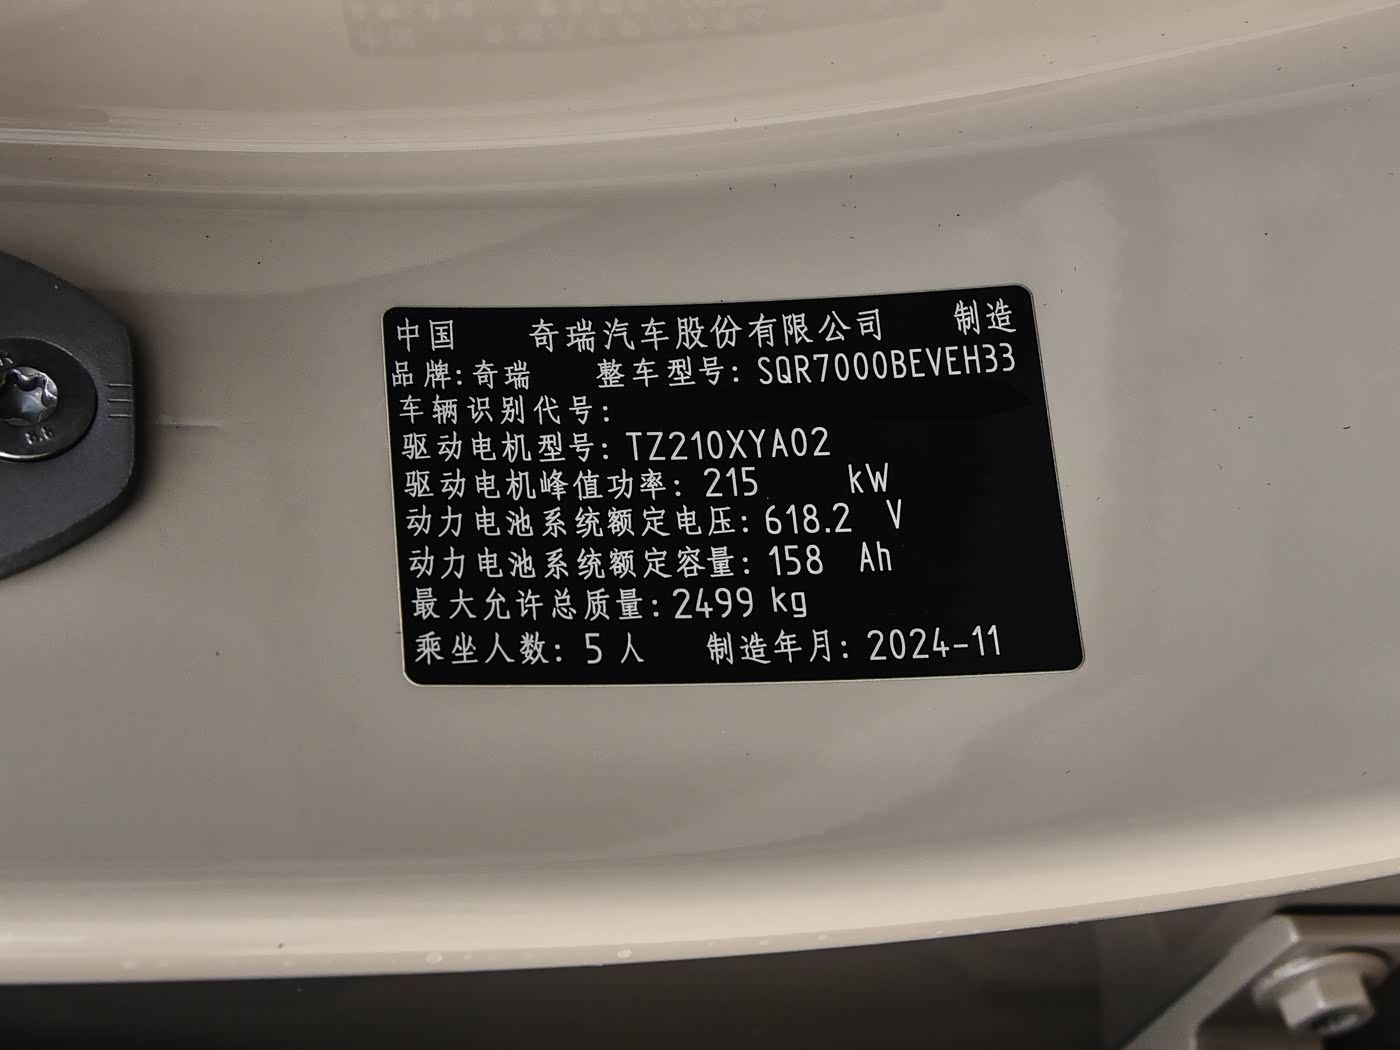 中国 奇瑞汽车股份有限公司 制造
品牌:奇瑞 整车型号:SQR7000BEVEH33
车辆识别代号:
驱动电机型号:TZ210XYA02
驱动电机峰值功率:215 kW
动力电池系统额定电压:618.2 V
动力电池系统额定容量:158 Ah
最大允许总质量:2499 kg
乘坐人数:5 人 制造年月:2024-11
8.8